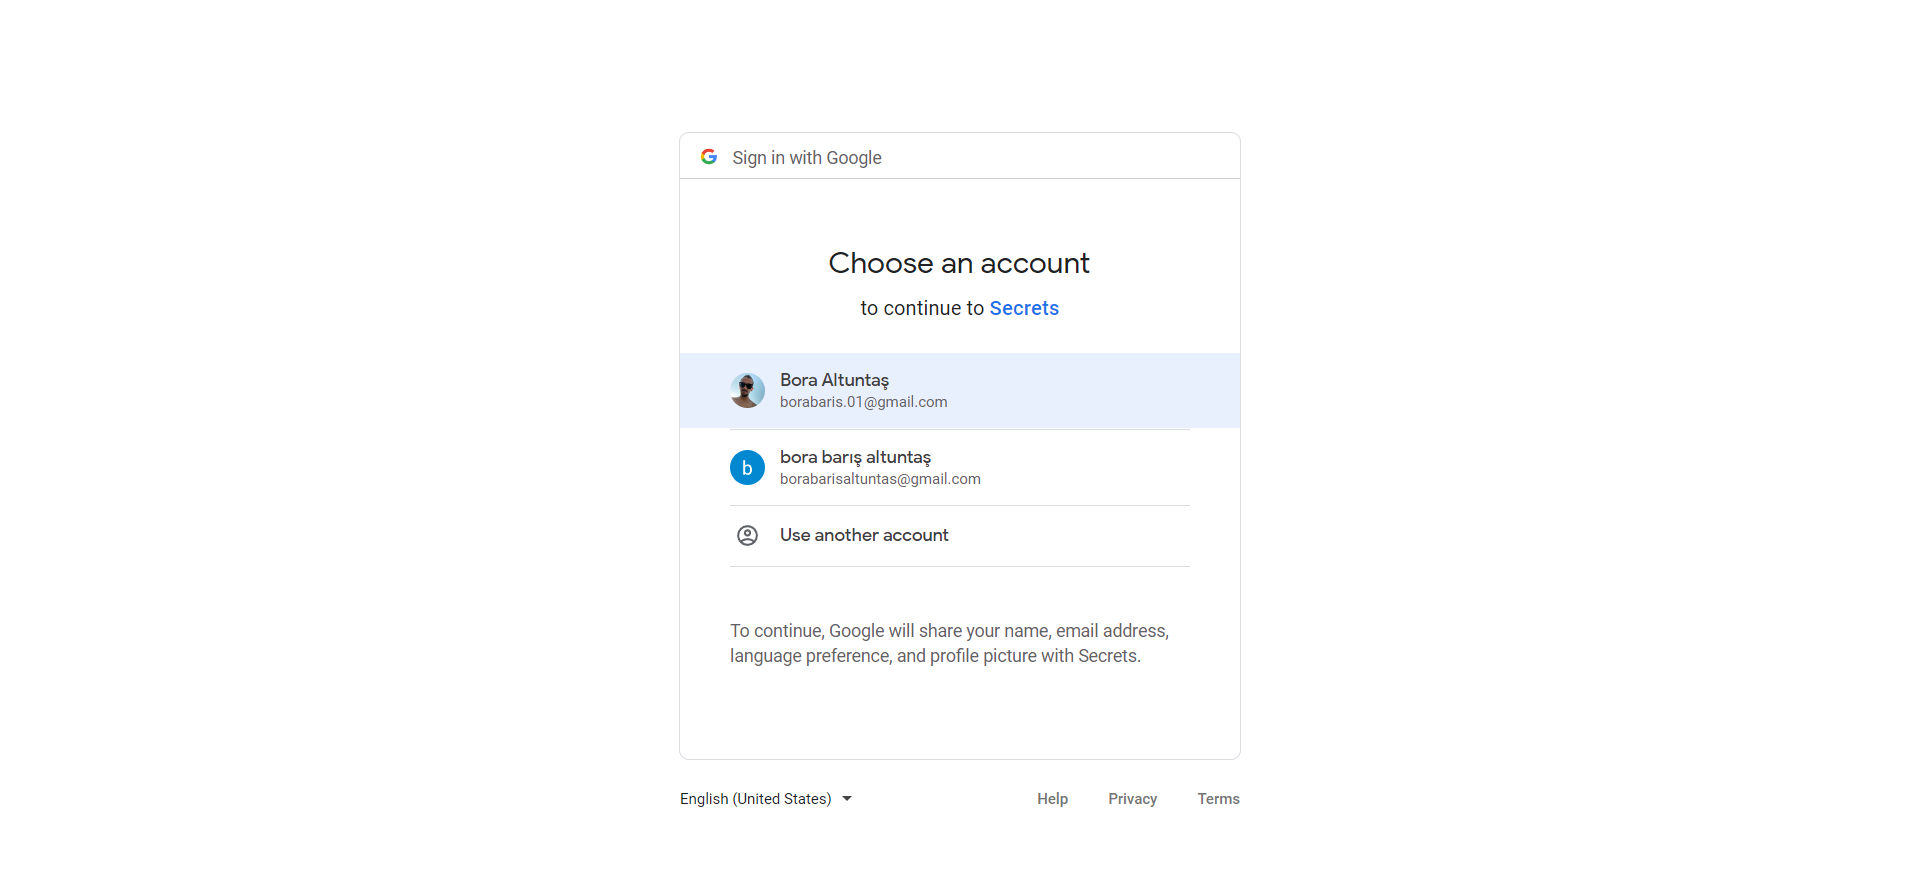 Sign in with Google
Choose an account
to continue to Secrets
Bora Altuntaş
borabaris.01@gmail.com
b
bora barış altuntaş
borabarisaltuntas@gmail.com
Use another account
To continue, Google will share your name, email address,
language preference, and profile picture with Secrets.
English (United States)
Help
Privacy
Terms